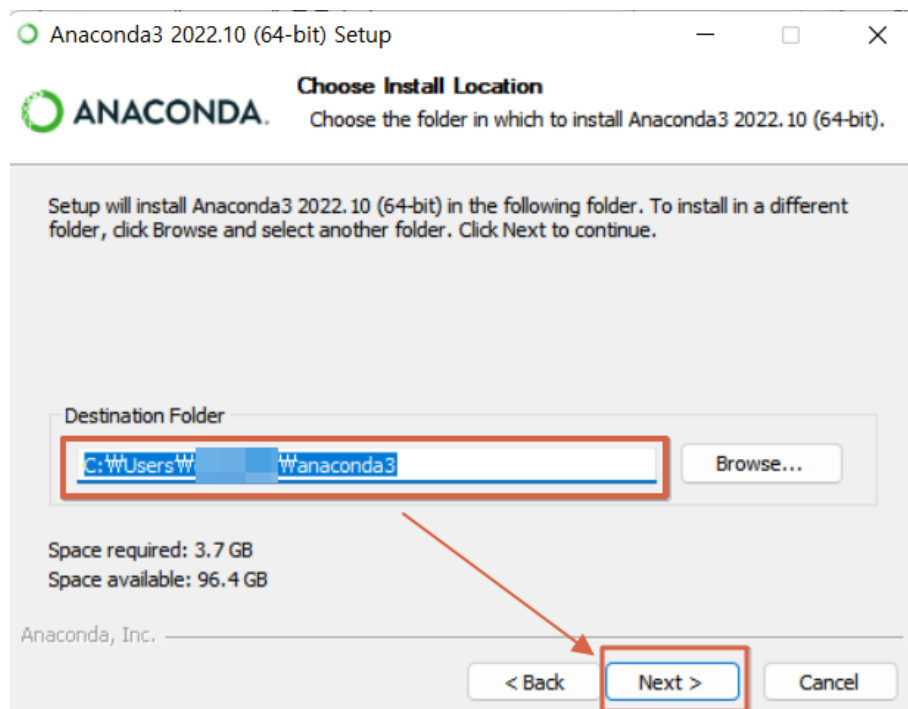 Anaconda3 2022.10 (64-bit) Setup
ANACONDA.
Choose Install Location
Choose the folder in which to install Anaconda3 2022.10 (64-bit).
Setup will install Anaconda3 2022.10 (64-bit) in the following folder. To install in a different
folder, click Browse and select another folder. Click Next to continue.
Destination Folder
C:₩Users₩ ₩anaconda3
Browse...
Space required: 3.7 GB
Space available: 96.4 GB
Anaconda, Inc.
< Back
Next >
Cancel